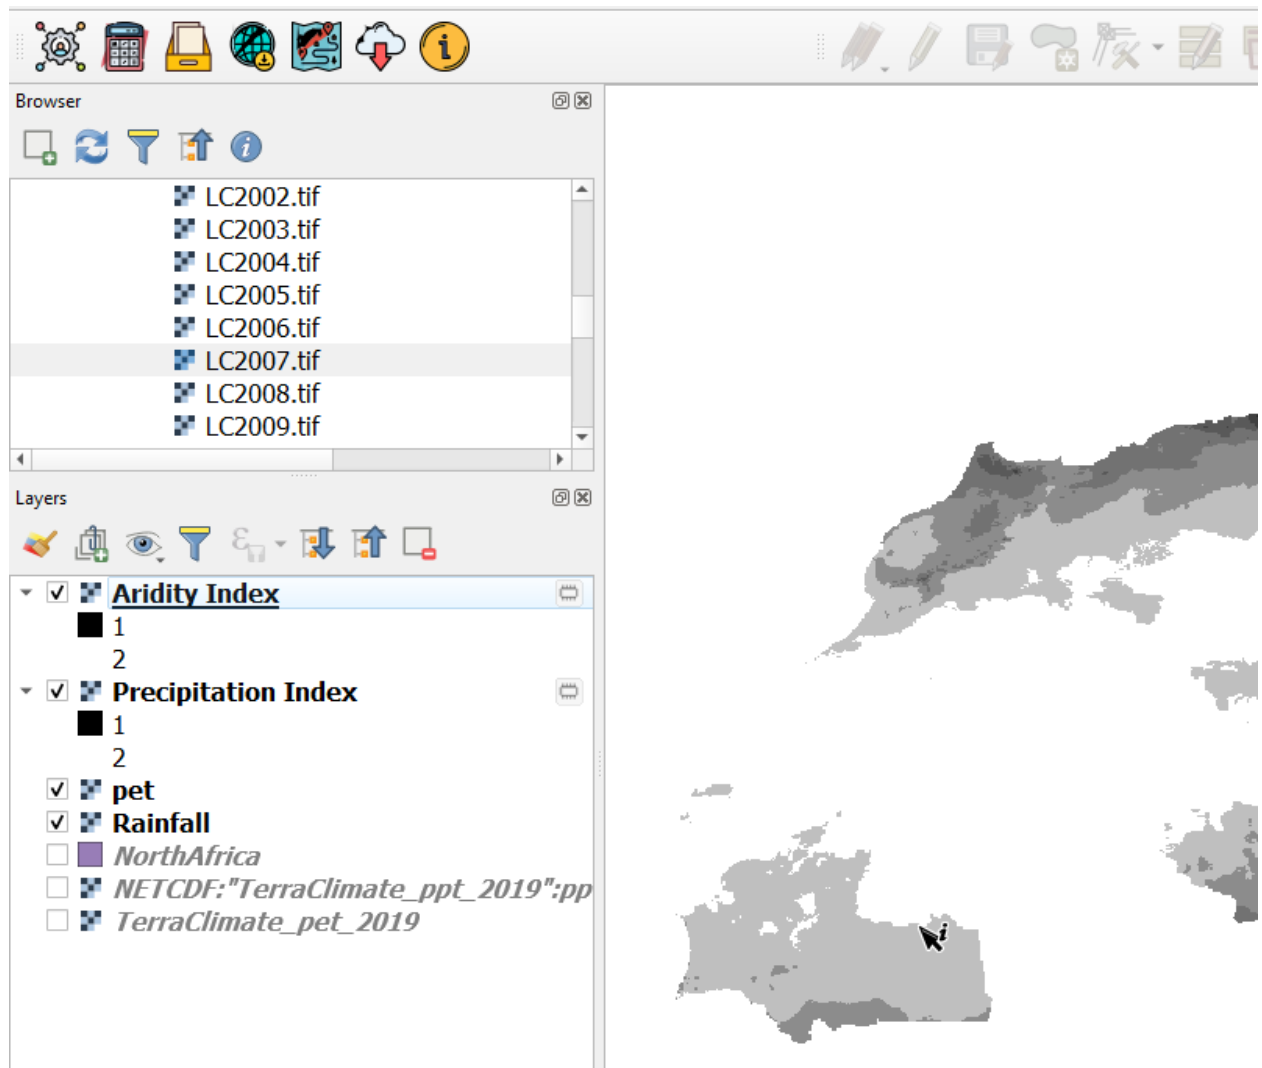 Browser
LC2002.tif
LC2003.tif
LC2004.tif
LC2005.tif
LC2006.tif
LC2007.tif
LC2008.tif
LC2009.tif
Layers
Aridity Index
1
2
Precipitation Index
1
2
pet
Rainfall
NorthAfrica
NETCDF:"TerraClimate_ppt_2019":pp
TerraClimate_pet_2019